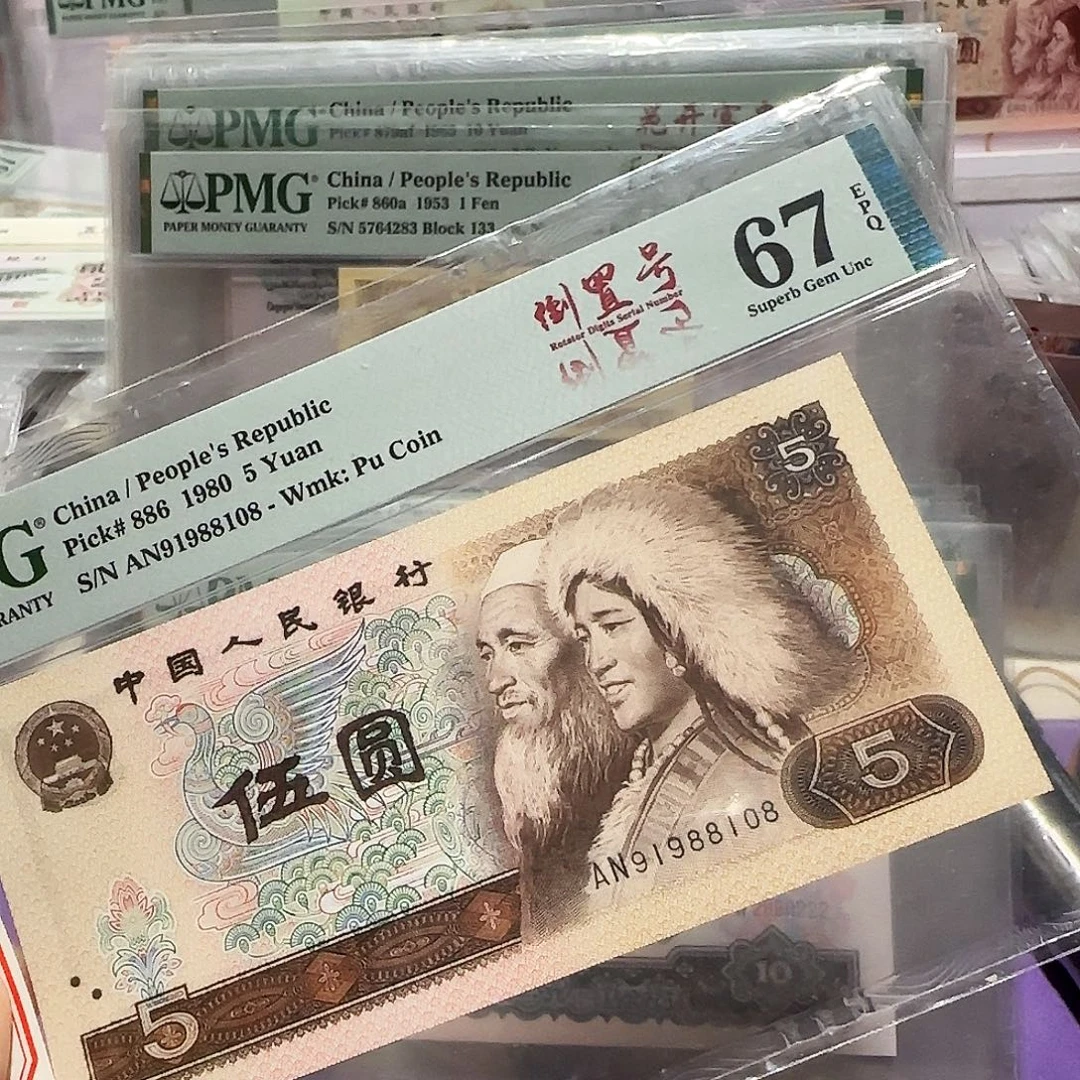 PMG
PMG China / People's Republic
PMG® China / People's Republic
Pick# 860a 1953 1 Fen
PAPER MONEY GUARANTY S/N 5764283 Block 133
倒置号
Rotator Digits Serial Number
67 EPQ
Superb Gem Unc
G® China / People's Republic
Pick# 886 1980 5 Yuan
S/N AN91988108 - Wmk: Pu Coin
RANTY
5
中国人民银行
伍圆
5
AN91988108
5
10